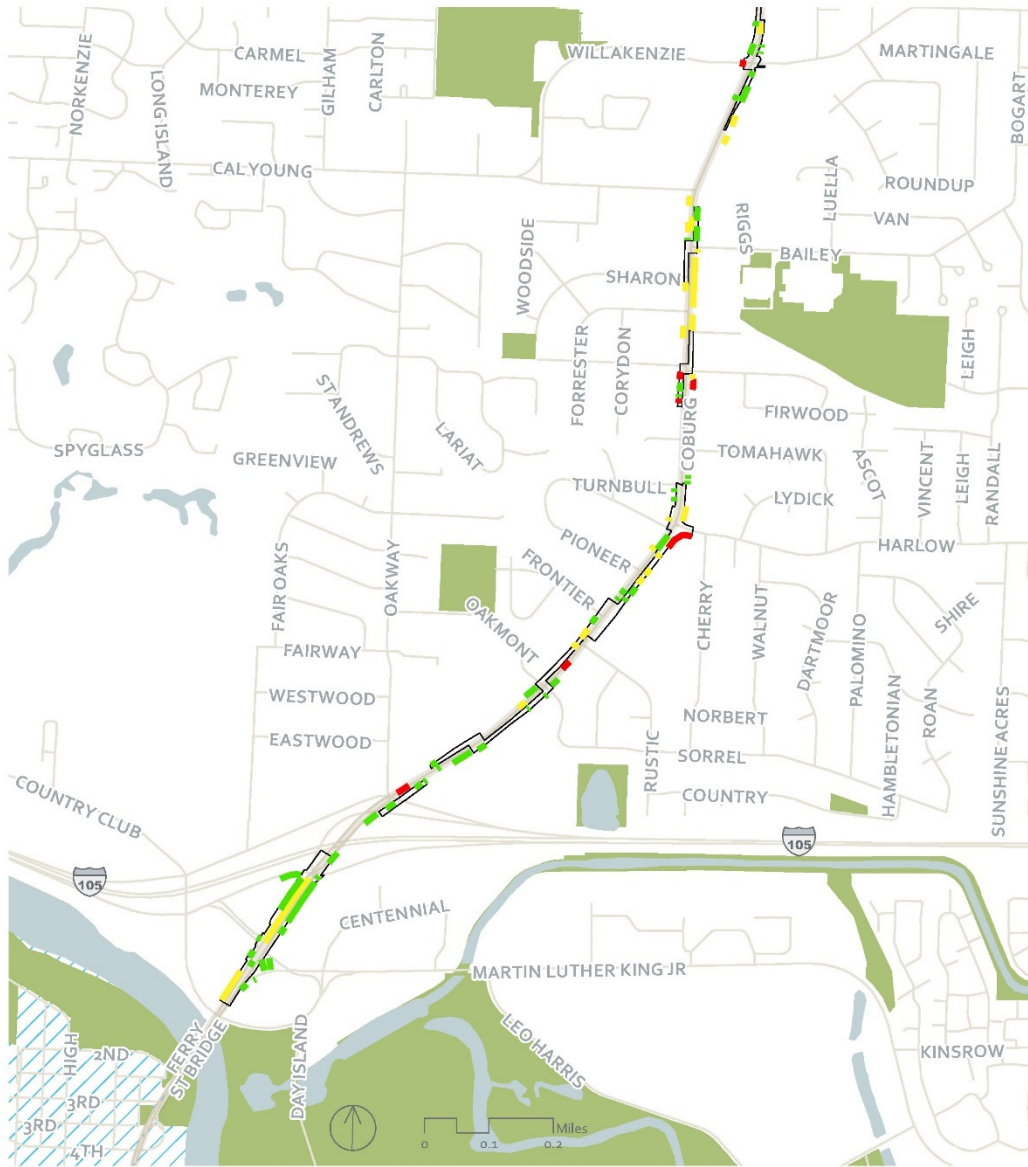 WILLAKENZIE
MARTINGALE
CARMEL
NORKENZIE
LONG ISLAND
GILHAM
CARLTON
BOGART
MONTEREY
CAL YOUNG
LUELLA
ROUNDUP
RIGGS
VAN
WOODSIDE
BAILEY
SHARON
FORRESTER
CORYDON
LEIGH
ST ANDREWS
LARIAT
COBURG
FIRWOOD
SPYGLASS
GREENVIEW
TOMAHAWK
ASCOT
VINCENT
LEIGH
RANDALL
TURNBULL
LYDICK
PIONEER
HARLOW
FAIR OAKS
OAKWAY
FRONTIER
OAKMONT
CHERRY
WALNUT
DARTMOOR
PALOMINO
SHIRE
FAIRWAY
WESTWOOD
EASTWOOD
NORBERT
SORREL
RUSTIC
COUNTRY
HAMBLETONIAN
ROAN
SUNSHINE ACRES
COUNTRY CLUB
105
105
CENTENNIAL
MARTIN LUTHER KING JR
LEO HARRIS
FERRY
ST BRIDGE
DAY ISLAND
KINSROW
HIGH
2ND
3RD
3RD
4TH
Miles
0
0.1
0.2